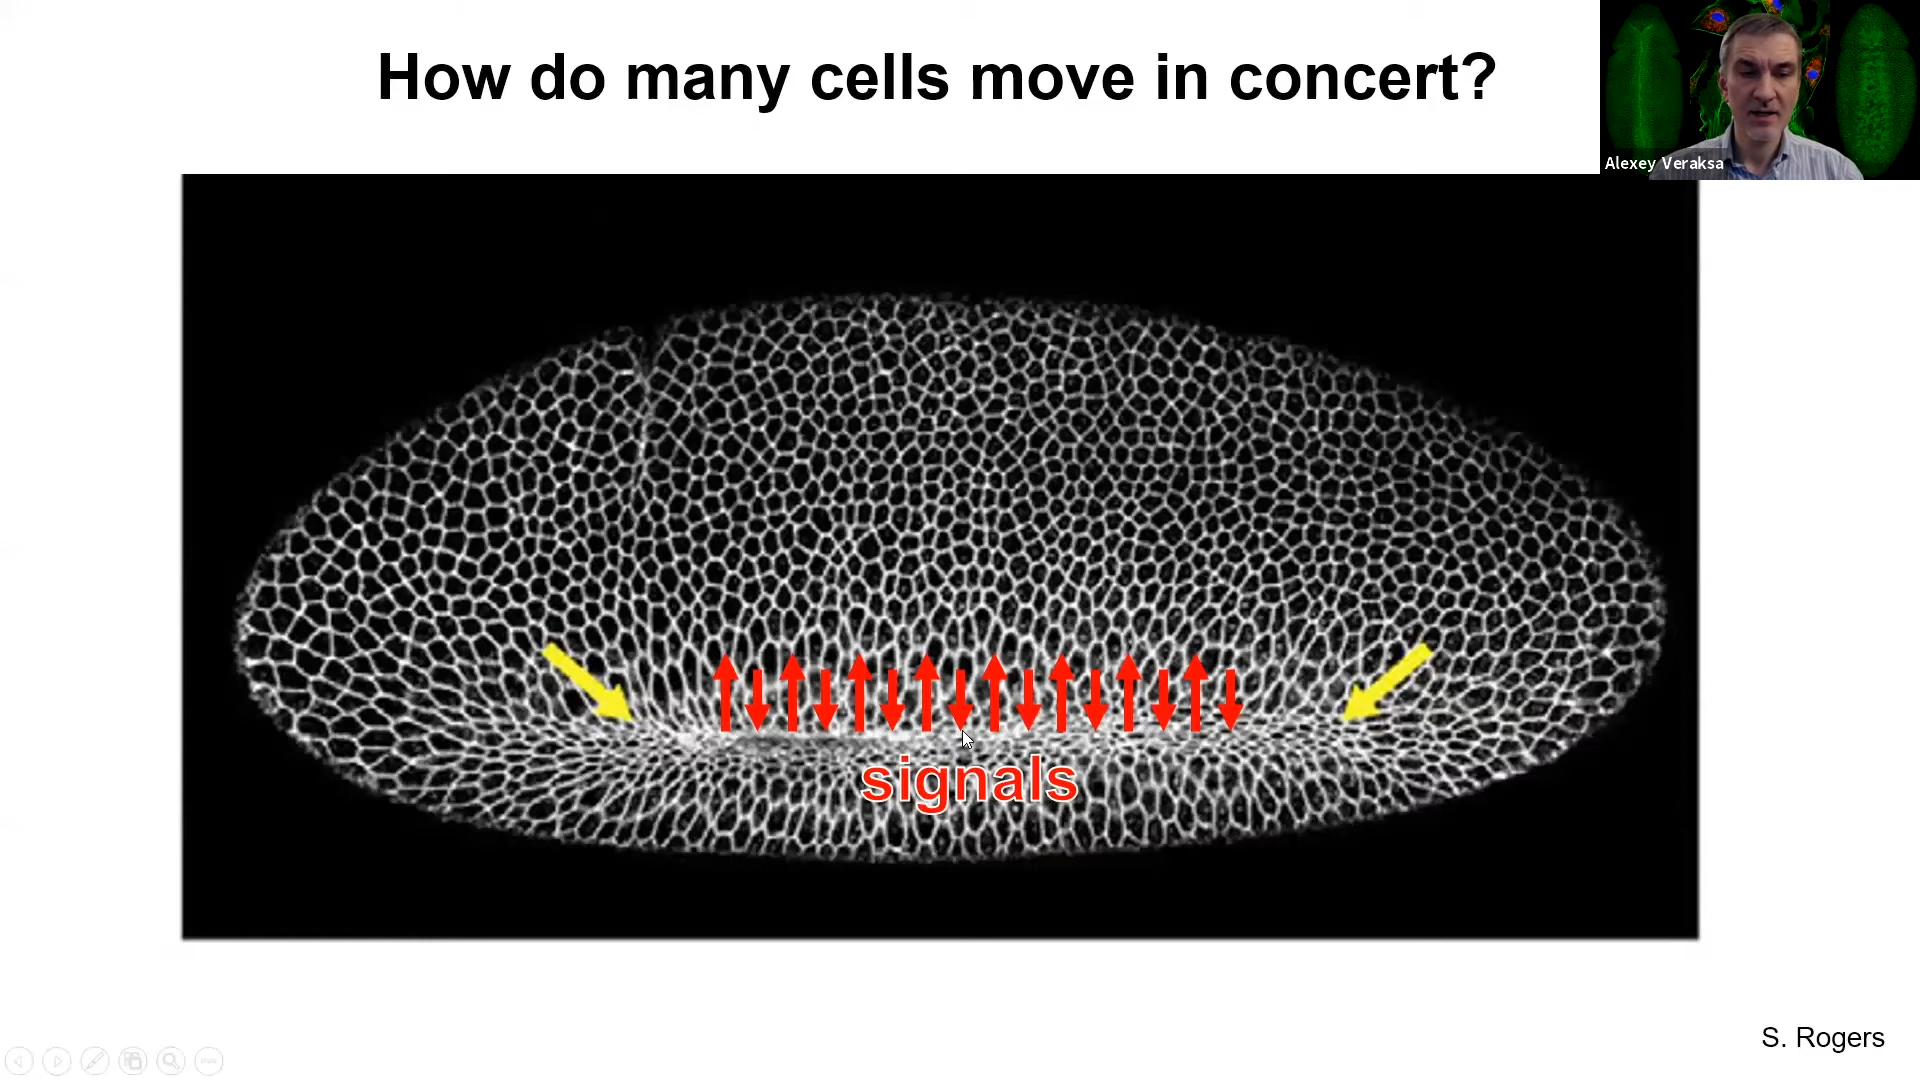 How do many cells move in concert?
Alexey Veraksa
signals
S. Rogers